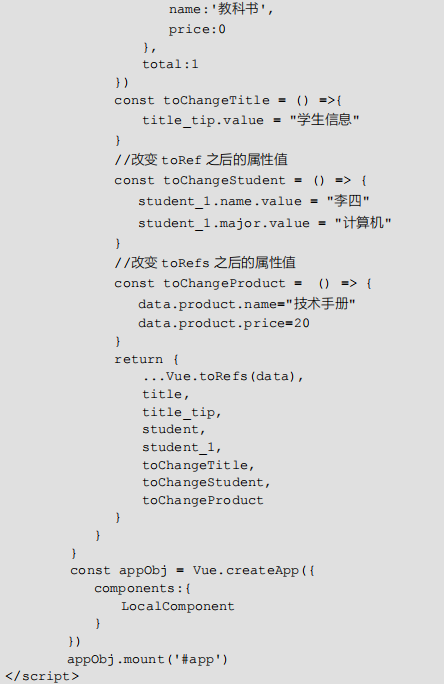 name:'教科书',
price:0
},
total:1
})
const toChangeTitle = () =>{
title_tip.value = "学生信息"
}
//改变 toRef 之后的属性值
const toChangeStudent = () => {
student_1.name.value = "李四"
student_1.major.value = "计算机"
}
//改变 toRefs 之后的属性值
const toChangeProduct =  () => {
data.product.name="技术手册"
data.product.price=20
}
return {
...Vue.toRefs(data),
title,
title_tip,
student,
student_1,
toChangeTitle,
toChangeStudent,
toChangeProduct
}
}
}
const appObj = Vue.createApp({
components:{
LocalComponent
}
})
appObj.mount('#app')
</script>